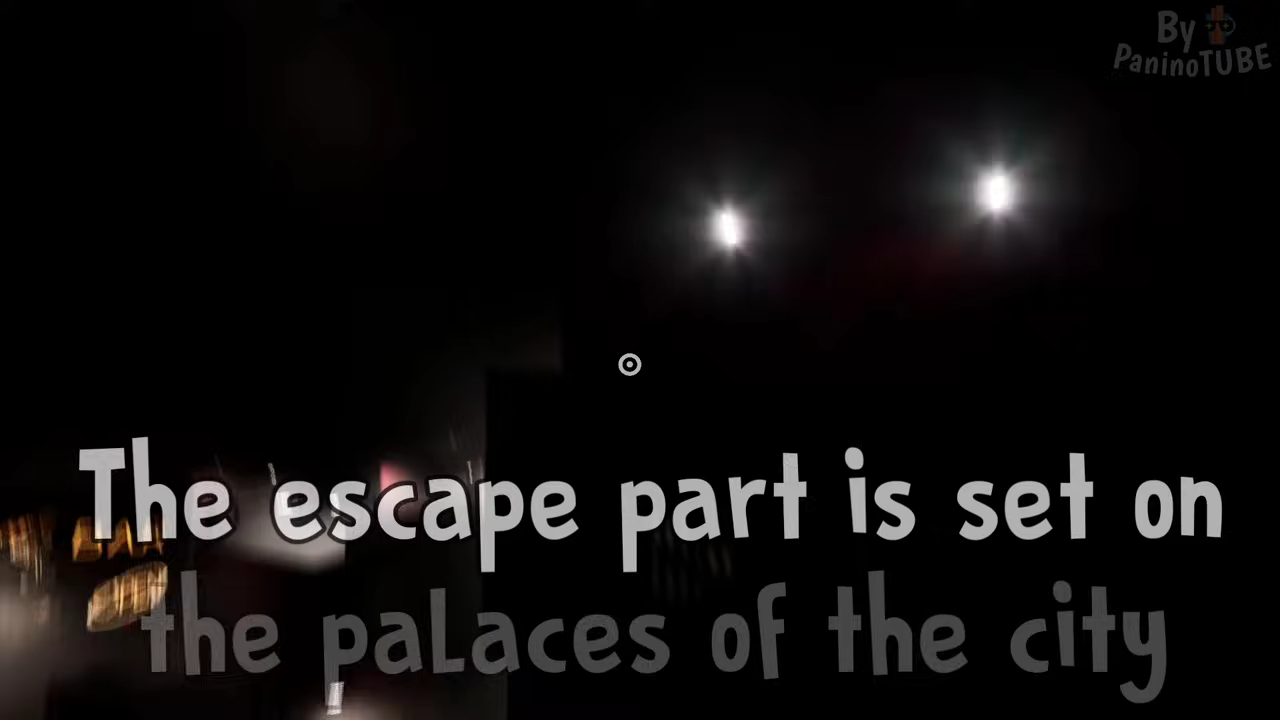 By
PaninoTUBE
The escape part is set on
the palaces of the city